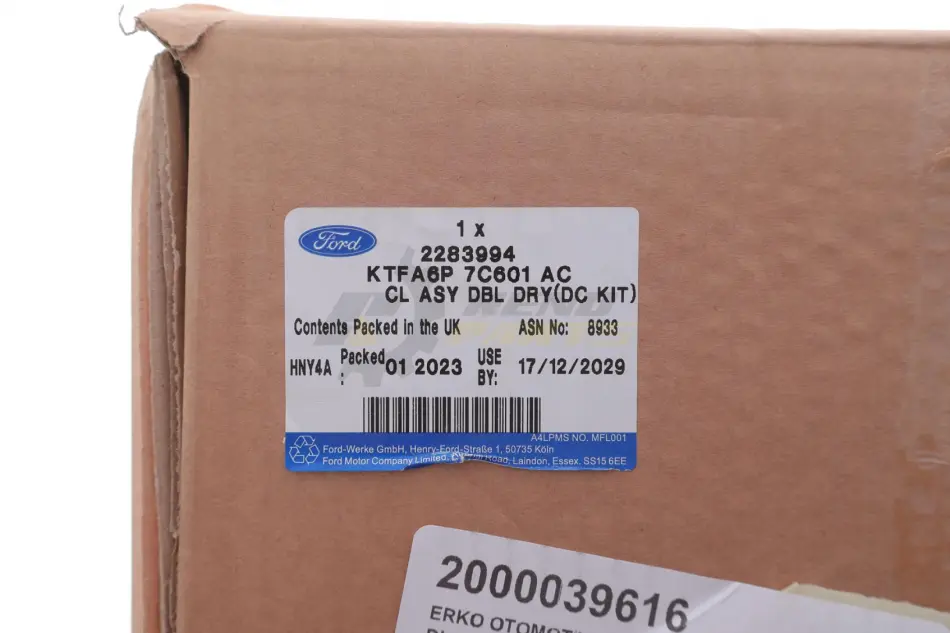 Ford
1 x
2283994
KTFA6P 7C601 AC
CL ASY DBL DRY(DC KIT)
Contents Packed in the UK ASN No: 8933
HNY4A Packed : 01 2023 USE BY: 17/12/2029
A4LPMS NO. MFL001
Ford-Werke GmbH, Henry-Ford-Straße 1, 50735 Köln
Ford Motor Company Limited, Road, Laindon, Essex. SS15 6EE
2000039616
ERKO